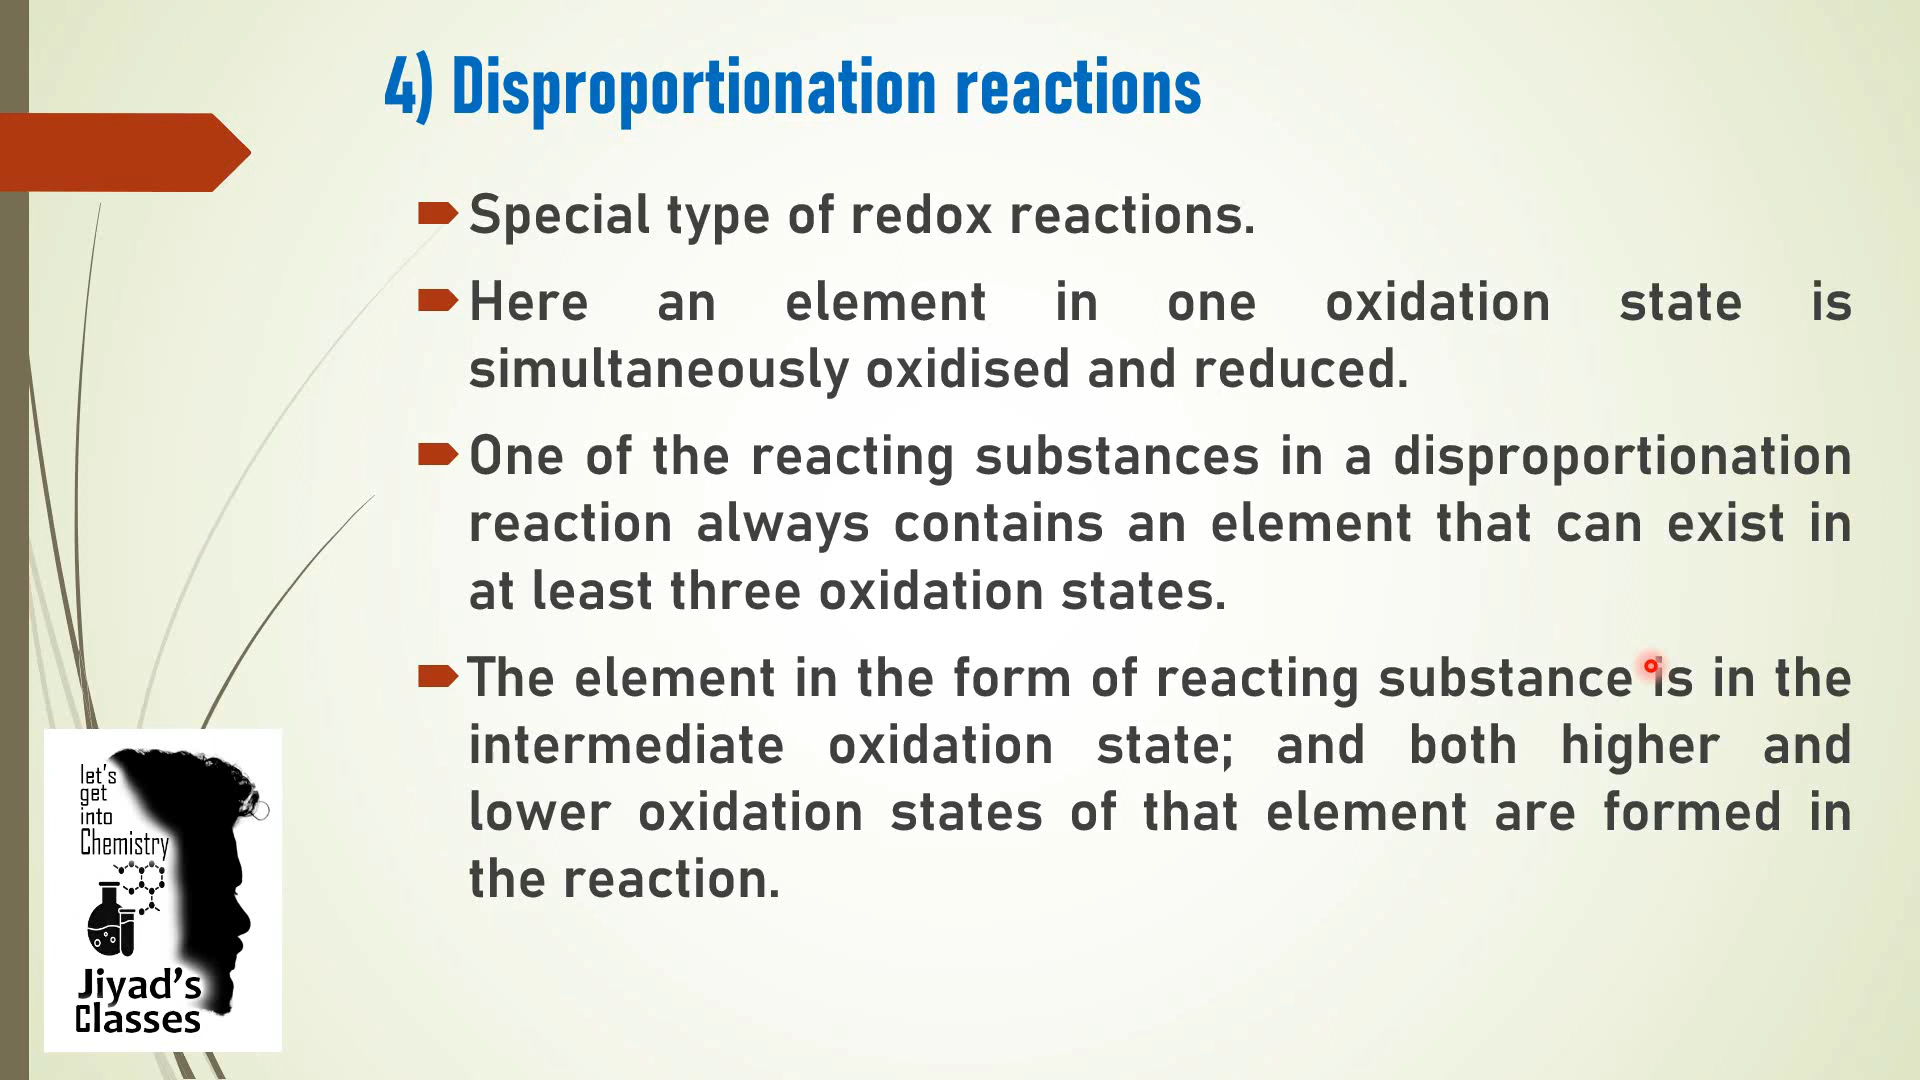 4) Disproportionation reactions
Special type of redox reactions.
Here an element in one oxidation state is
simultaneously oxidised and reduced.
One of the reacting substances in a disproportionation
reaction always contains an element that can exist in
at least three oxidation states.
The element in the form of reacting substance is in the
intermediate oxidation state; and both higher and
lower oxidation states of that element are formed in
the reaction.
let's
get
into
Chemistry
Jiyad's
Classes